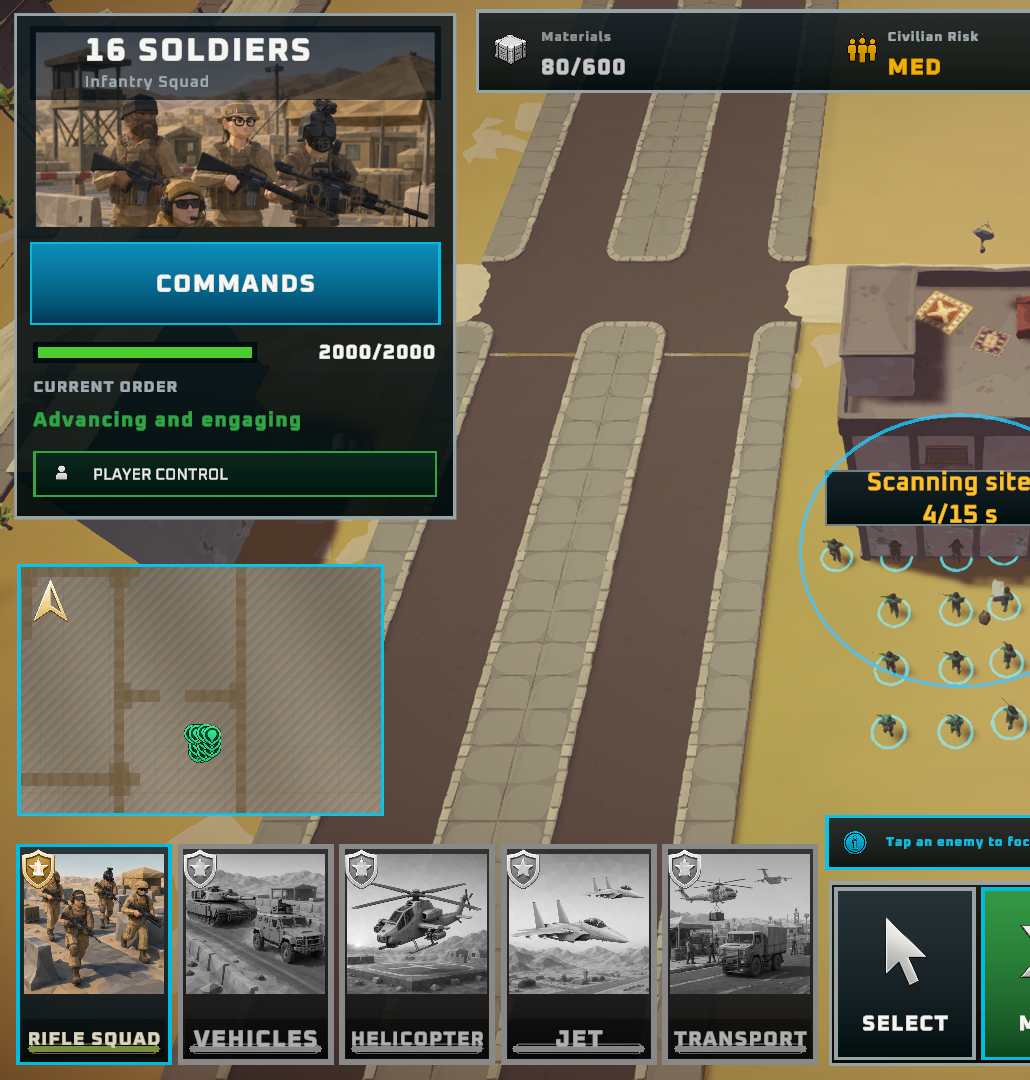 16 SOLDIERS
Infantry Squad
COMMANDS
2000/2000
CURRENT ORDER
Advancing and engaging
PLAYER CONTROL
Materials
80/600
Civilian Risk
MED
Scanning site
4/15 s
Tap an enemy to
RIFLE SQUAD
VEHICLES
HELICOPTER
JET
TRANSPORT
SELECT